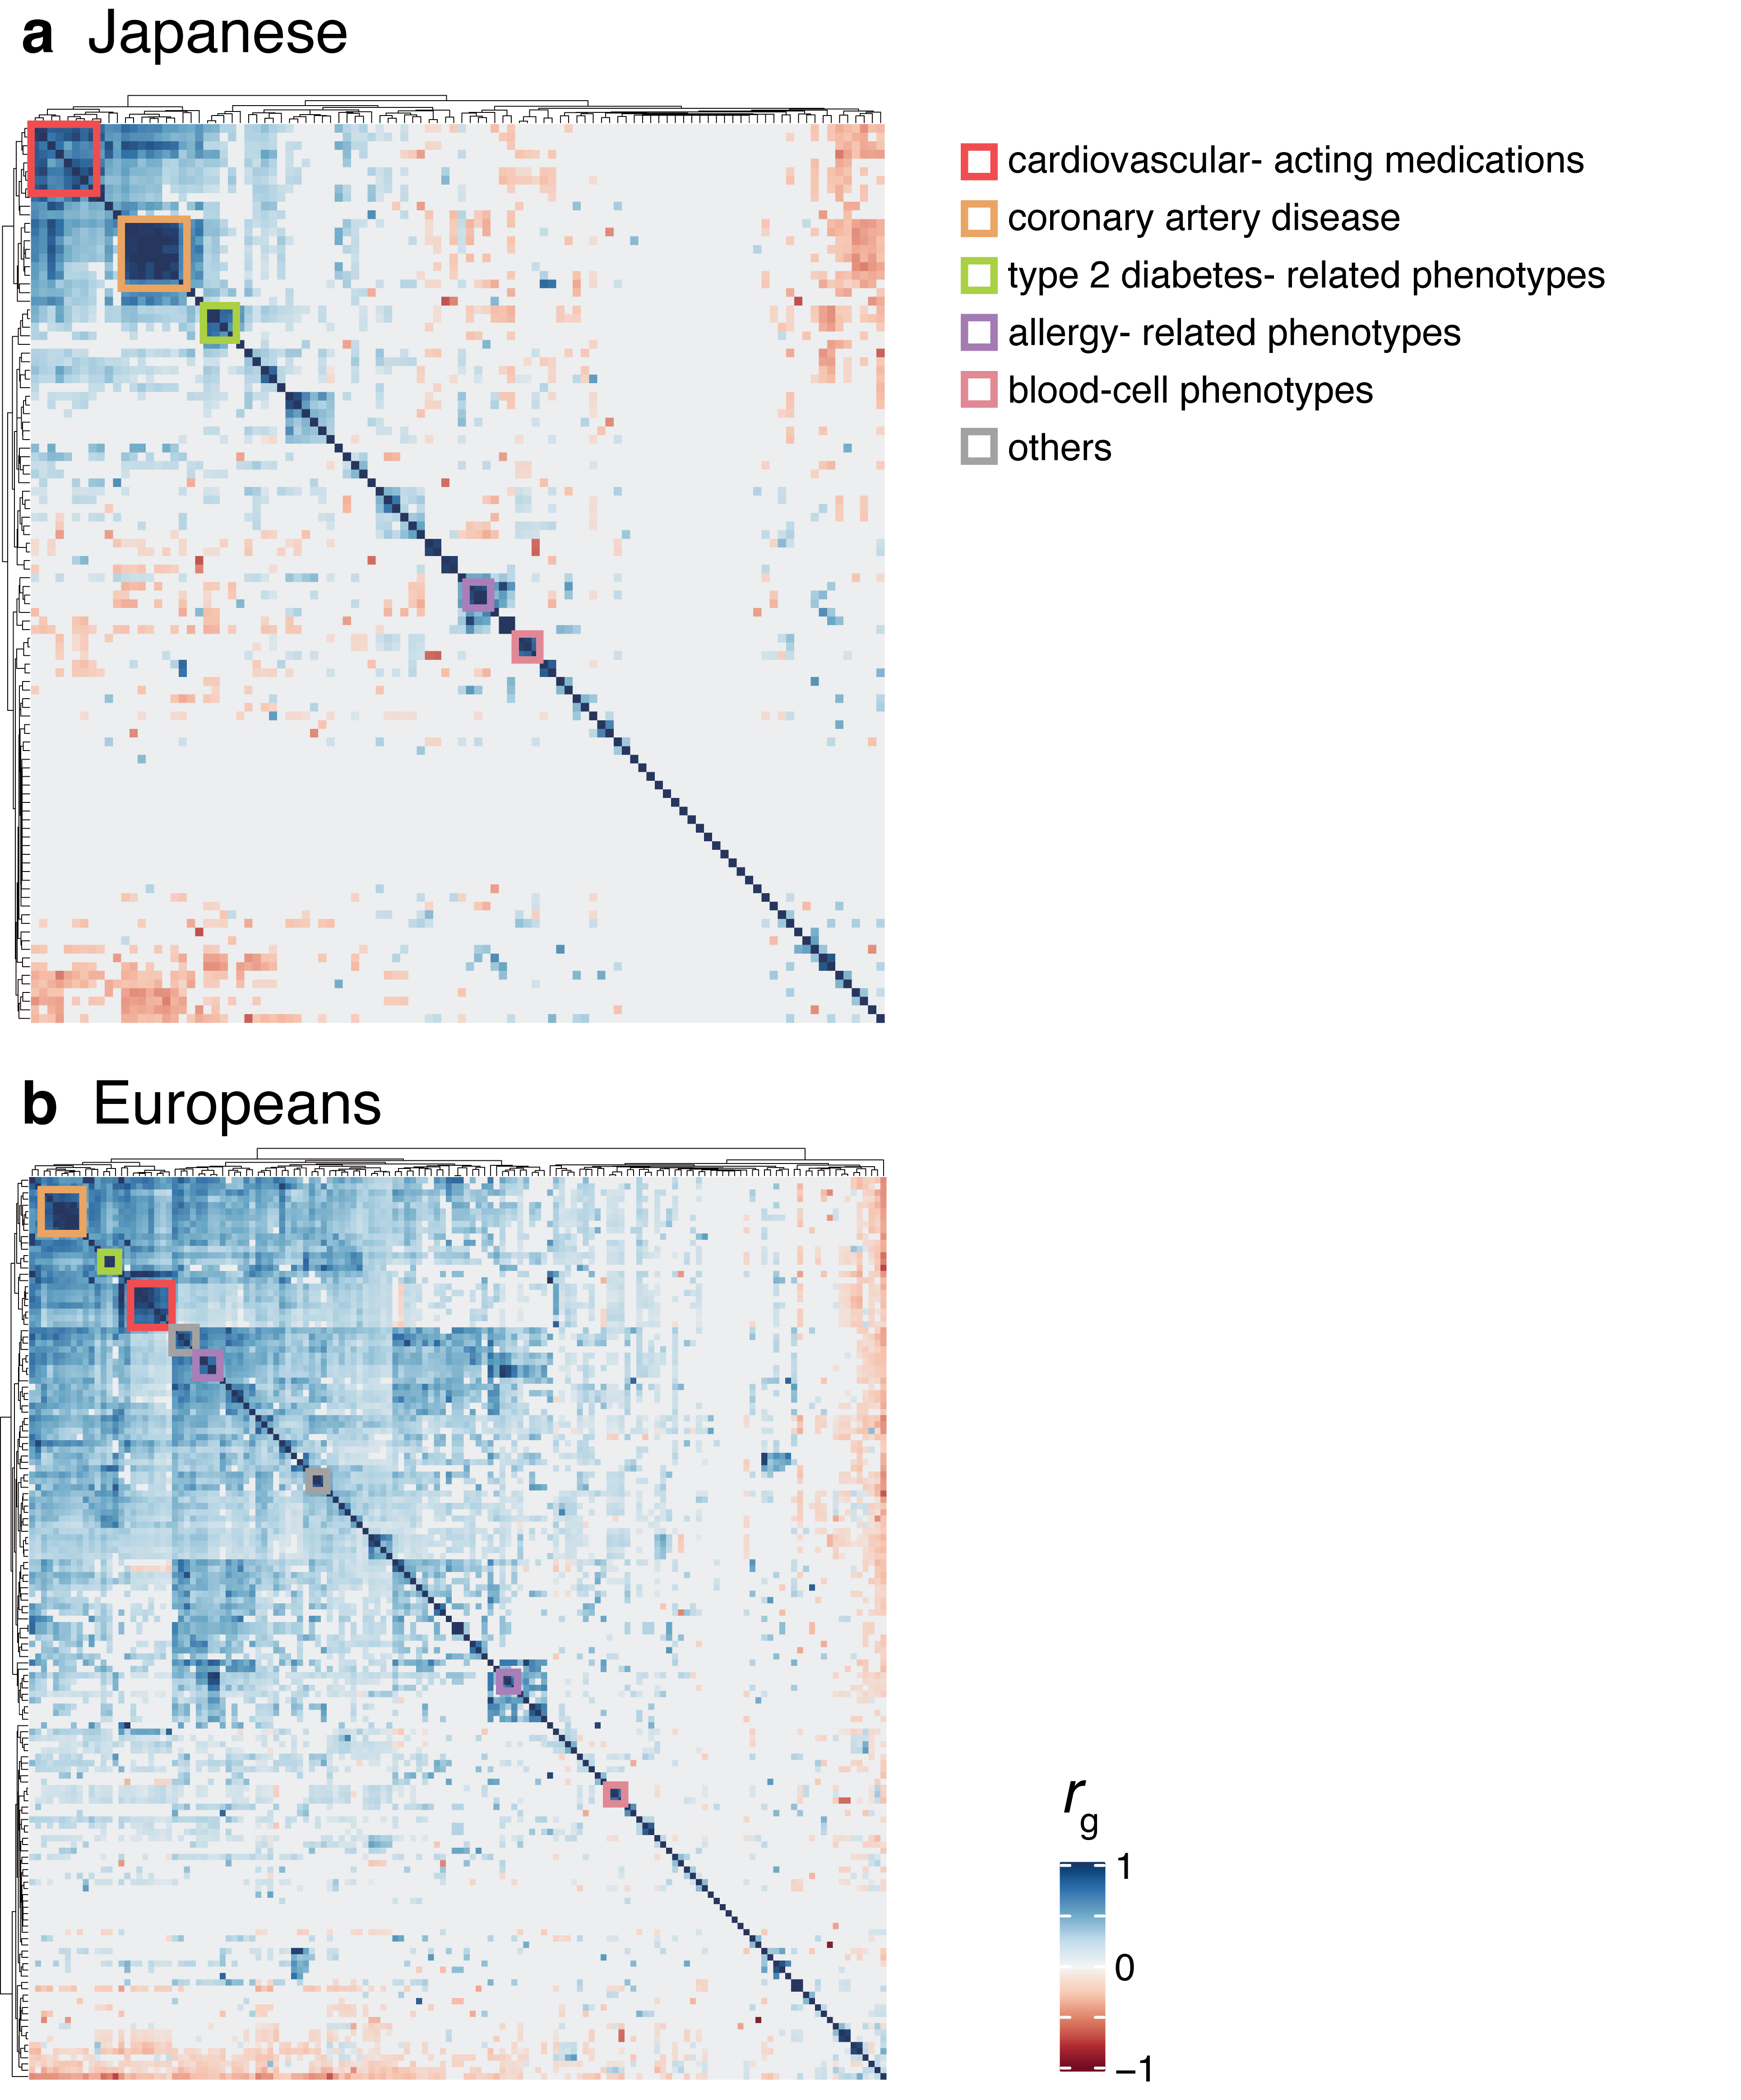 a Japanese
cardiovascular- acting medications
coronary artery disease
type 2 diabetes- related phenotypes
allergy- related phenotypes
blood-cell phenotypes
others
b Europeans
rg
1
0
−1